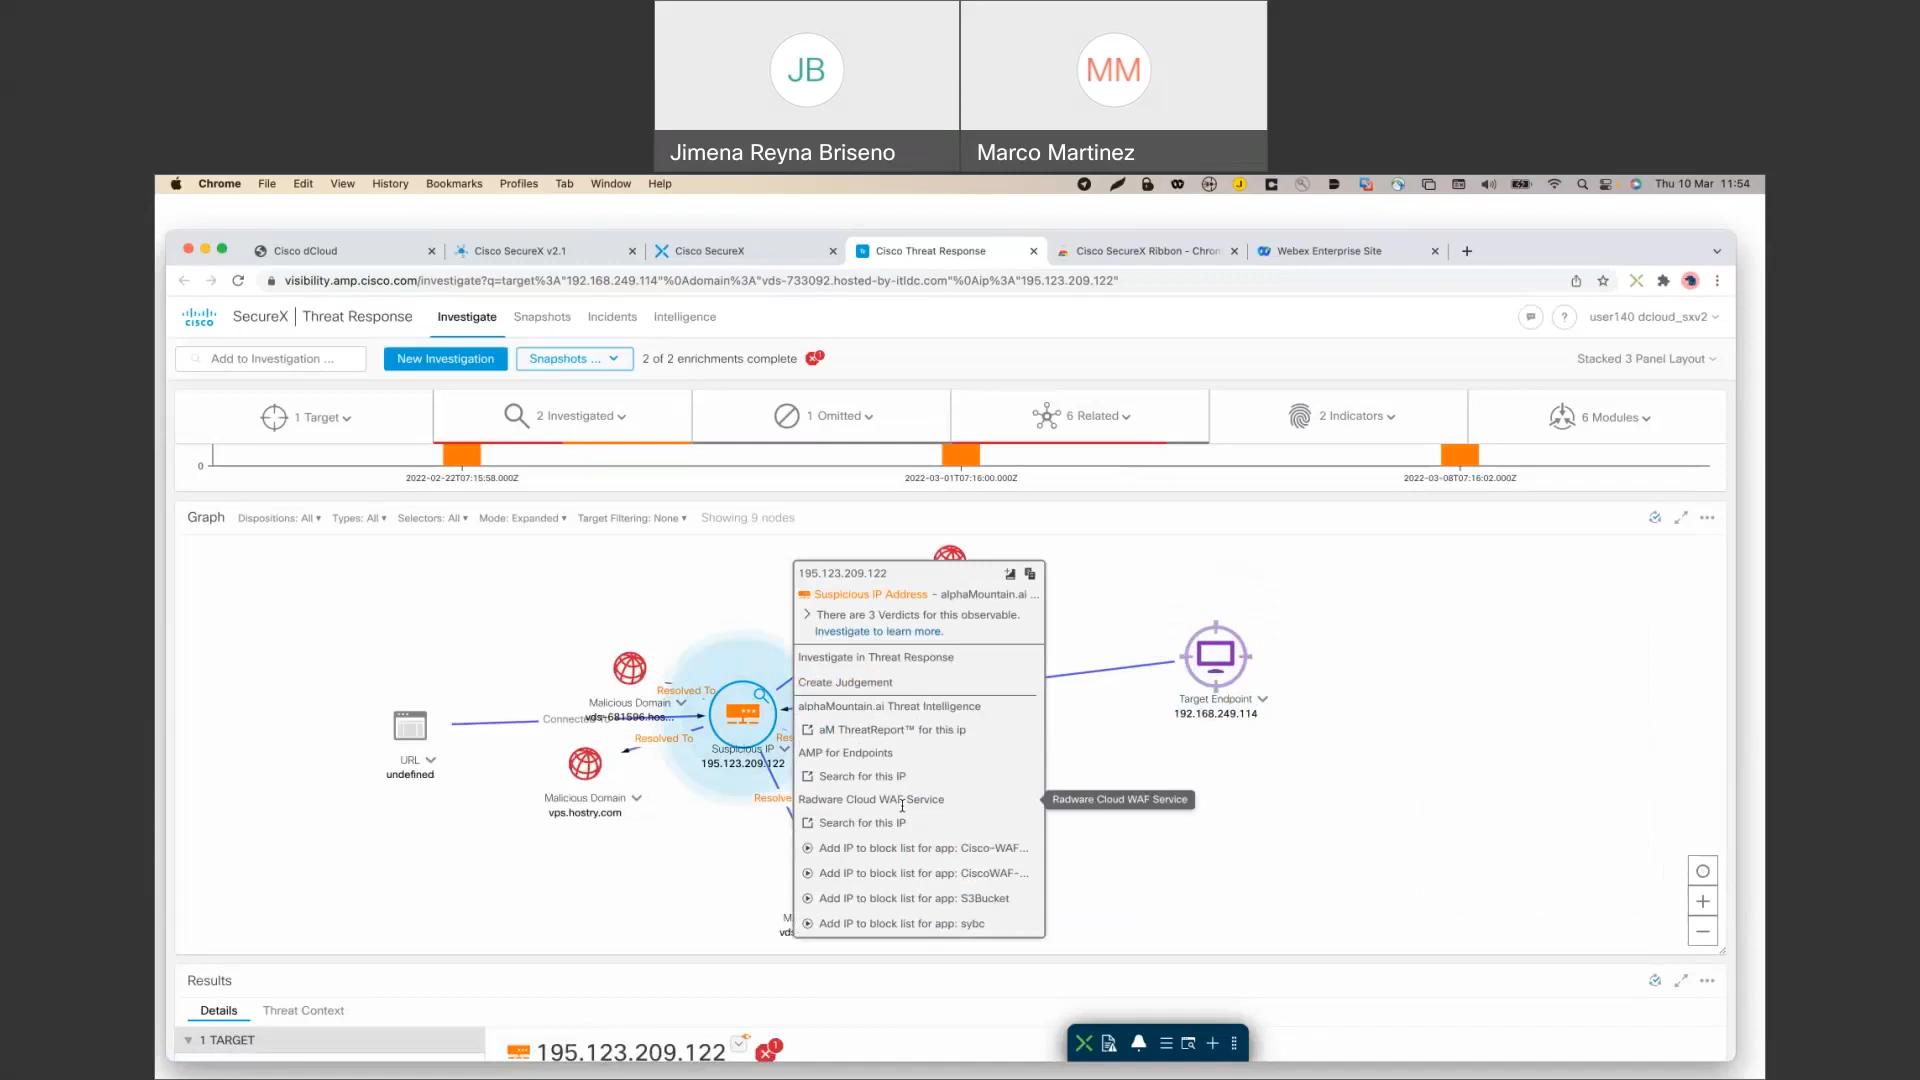 JB
MM
Jimena Reyna Briseno
Marco Martinez
Chrome File Edit View History Bookmarks Profiles Tab Window Help
Thu 10 Mar 11:54
Cisco dCloud
Cisco SecureX v2.1
Cisco SecureX
Cisco Threat Response
Cisco SecureX Ribbon - Chrom
Webex Enterprise Site
visibility.amp.cisco.com/investigate?q=target%3A"192.168.249.114"%0Adomain%3A"vds-733092.hosted-by-itldc.com"%0Aip%3A"195.123.209.122"
CISCO
SecureX | Threat Response
Investigate
Snapshots
Incidents
Intelligence
?
user140 dcloud_sxv2
Add to Investigation ...
New Investigation
Snapshots ...
2 of 2 enrichments complete
1
Stacked 3 Panel Layout
1 Target
2 Investigated
1 Omitted
6 Related
2 Indicators
6 Modules
0
2022-02-22T07:15:58.000Z
2022-03-01T07:16:00.000Z
2022-03-08T07:16:02.000Z
Graph
Dispositions: All
Types: All
Selectors: All
Mode: Expanded
Target Filtering: None
Showing 9 nodes
195.123.209.122
Suspicious IP Address - alphaMountain.ai ...
There are 3 Verdicts for this observable.
Investigate to learn more.
Investigate in Threat Response
Create Judgement
alphaMountain.ai Threat Intelligence
aM ThreatReport™ for this ip
AMP for Endpoints
Search for this IP
Radware Cloud WAF Service
Search for this IP
Add IP to block list for app: Cisco-WAF...
Add IP to block list for app: CiscoWAF-...
Add IP to block list for app: S3Bucket
Add IP to block list for app: sybc
Radware Cloud WAF Service
Resolved To
Malicious Domain
vds-681596.hos...
Connected
Resolved To
Suspicious IP
195.123.209.122
URL
undefined
Malicious Domain
vps.hostry.com
Resolve
Res
M
vds
Target Endpoint
192.168.249.114
Results
Details
Threat Context
1 TARGET
195.123.209.122
1